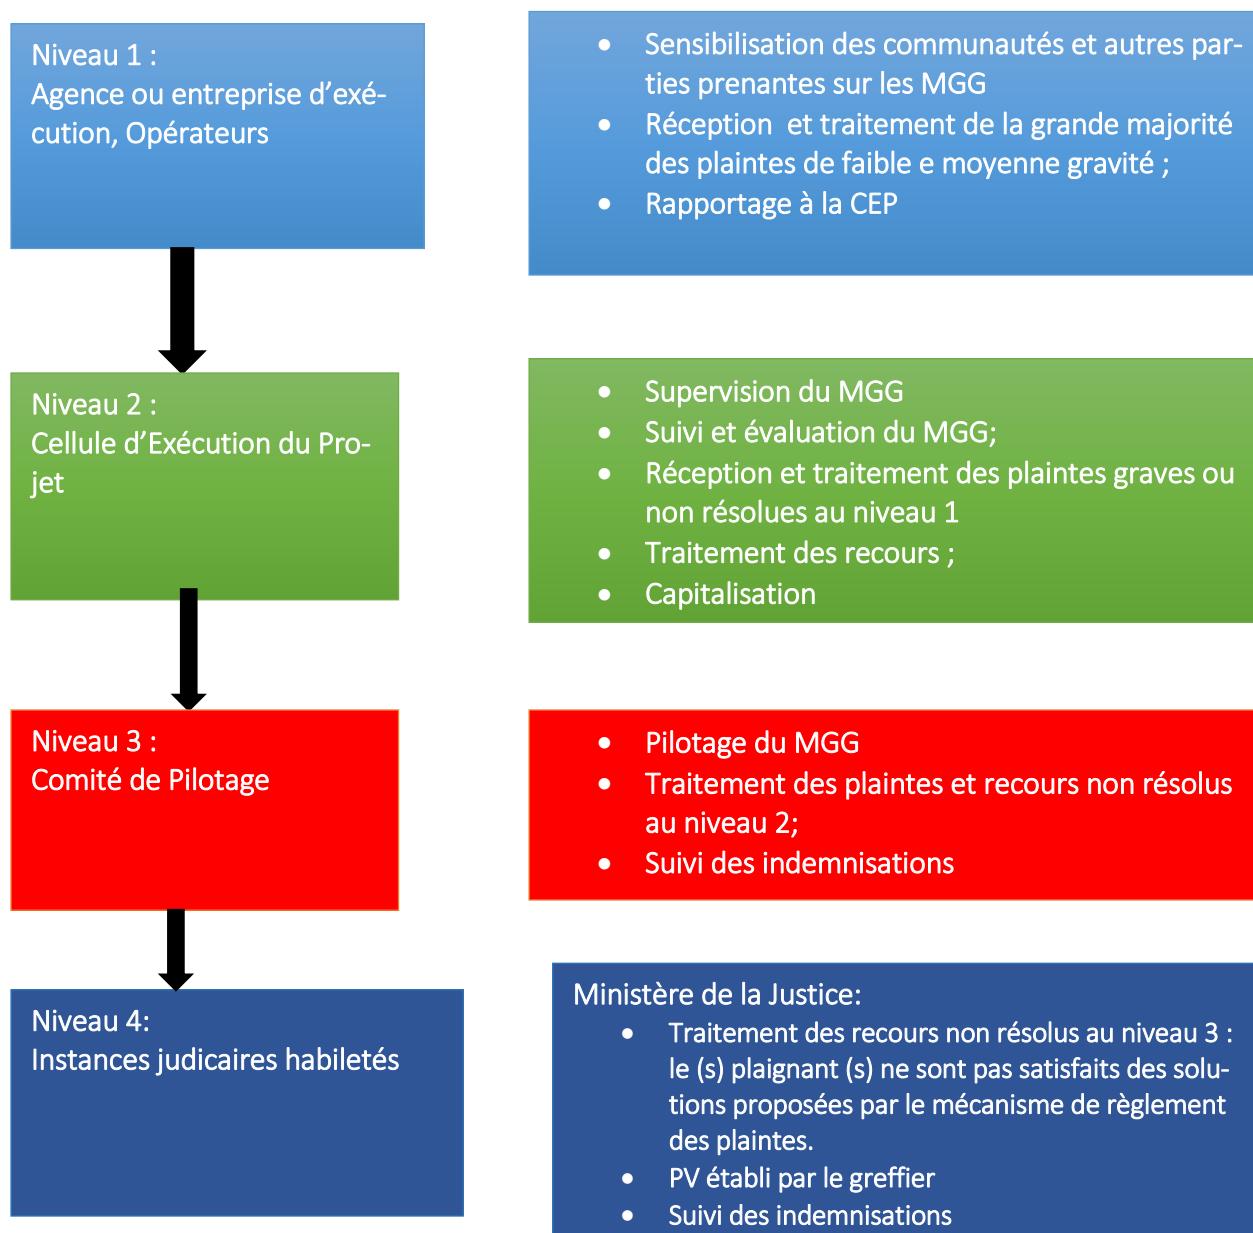 Niveau 1 :
Agence ou entreprise d'exé-
cution, Opérateurs
• Sensibilisation des communautés et autres par-
ties prenantes sur les MGG
• Réception et traitement de la grande majorité
des plaintes de faible e moyenne gravité ;
• Rapportage à la CEP
Niveau 2 :
Cellule d'Exécution du Pro-
jet
• Supervision du MGG
• Suivi et évaluation du MGG;
• Réception et traitement des plaintes graves ou
non résolues au niveau 1
• Traitement des recours ;
• Capitalisation
Niveau 3 :
Comité de Pilotage
• Pilotage du MGG
• Traitement des plaintes et recours non résolus
au niveau 2;
• Suivi des indemnisations
Niveau 4:
Instances judicaires habiletés
Ministère de la Justice:
• Traitement des recours non résolus au niveau 3 :
le (s) plaignant (s) ne sont pas satisfaits des solu-
tions proposées par le mécanisme de règlement
des plaintes.
• PV établi par le greffier
• Suivi des indemnisations